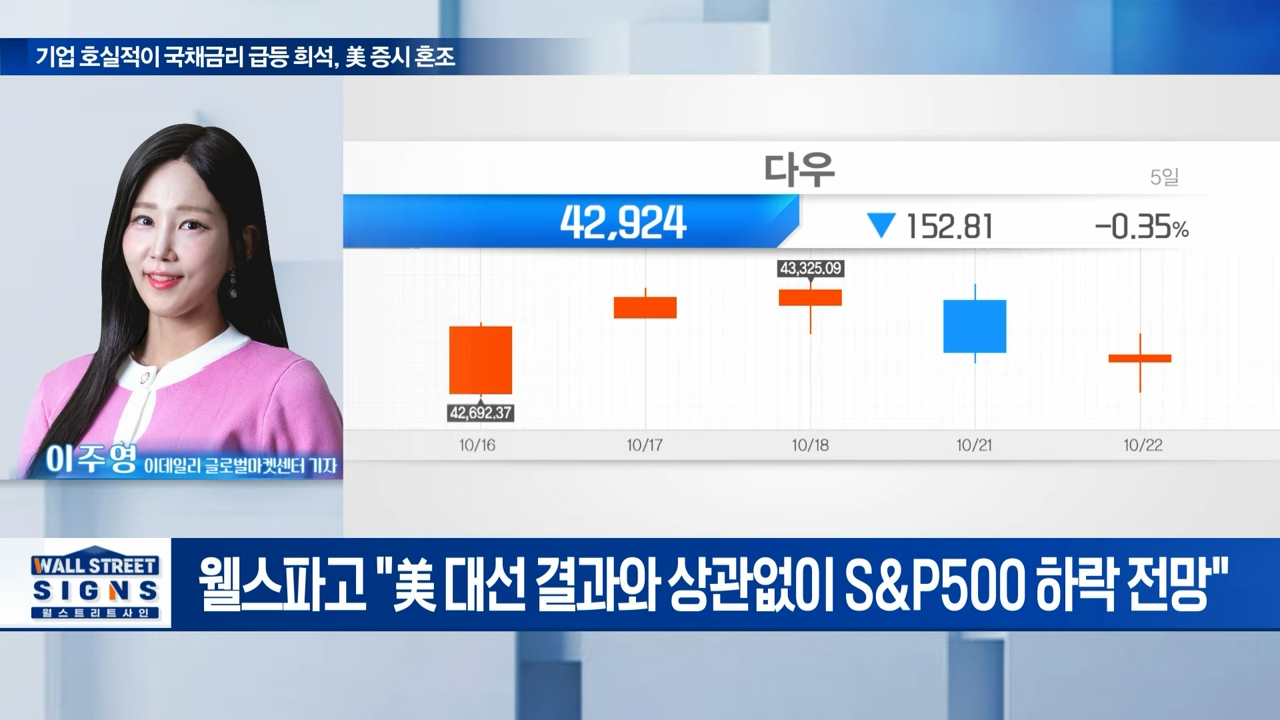 기업 호실적이 국채금리 급등 희석, 美 증시 혼조
다우
5일
42,924 ▼ 152.81 -0.35%
43,325.09
42,692.37
10/16 10/17 10/18 10/21 10/22
이주영 이데일리 글로벌마켓센터 기자
WALL STREET
SIGNS
월스트리트사인
웰스파고 "美 대선 결과와 상관없이 S&P500 하락 전망"